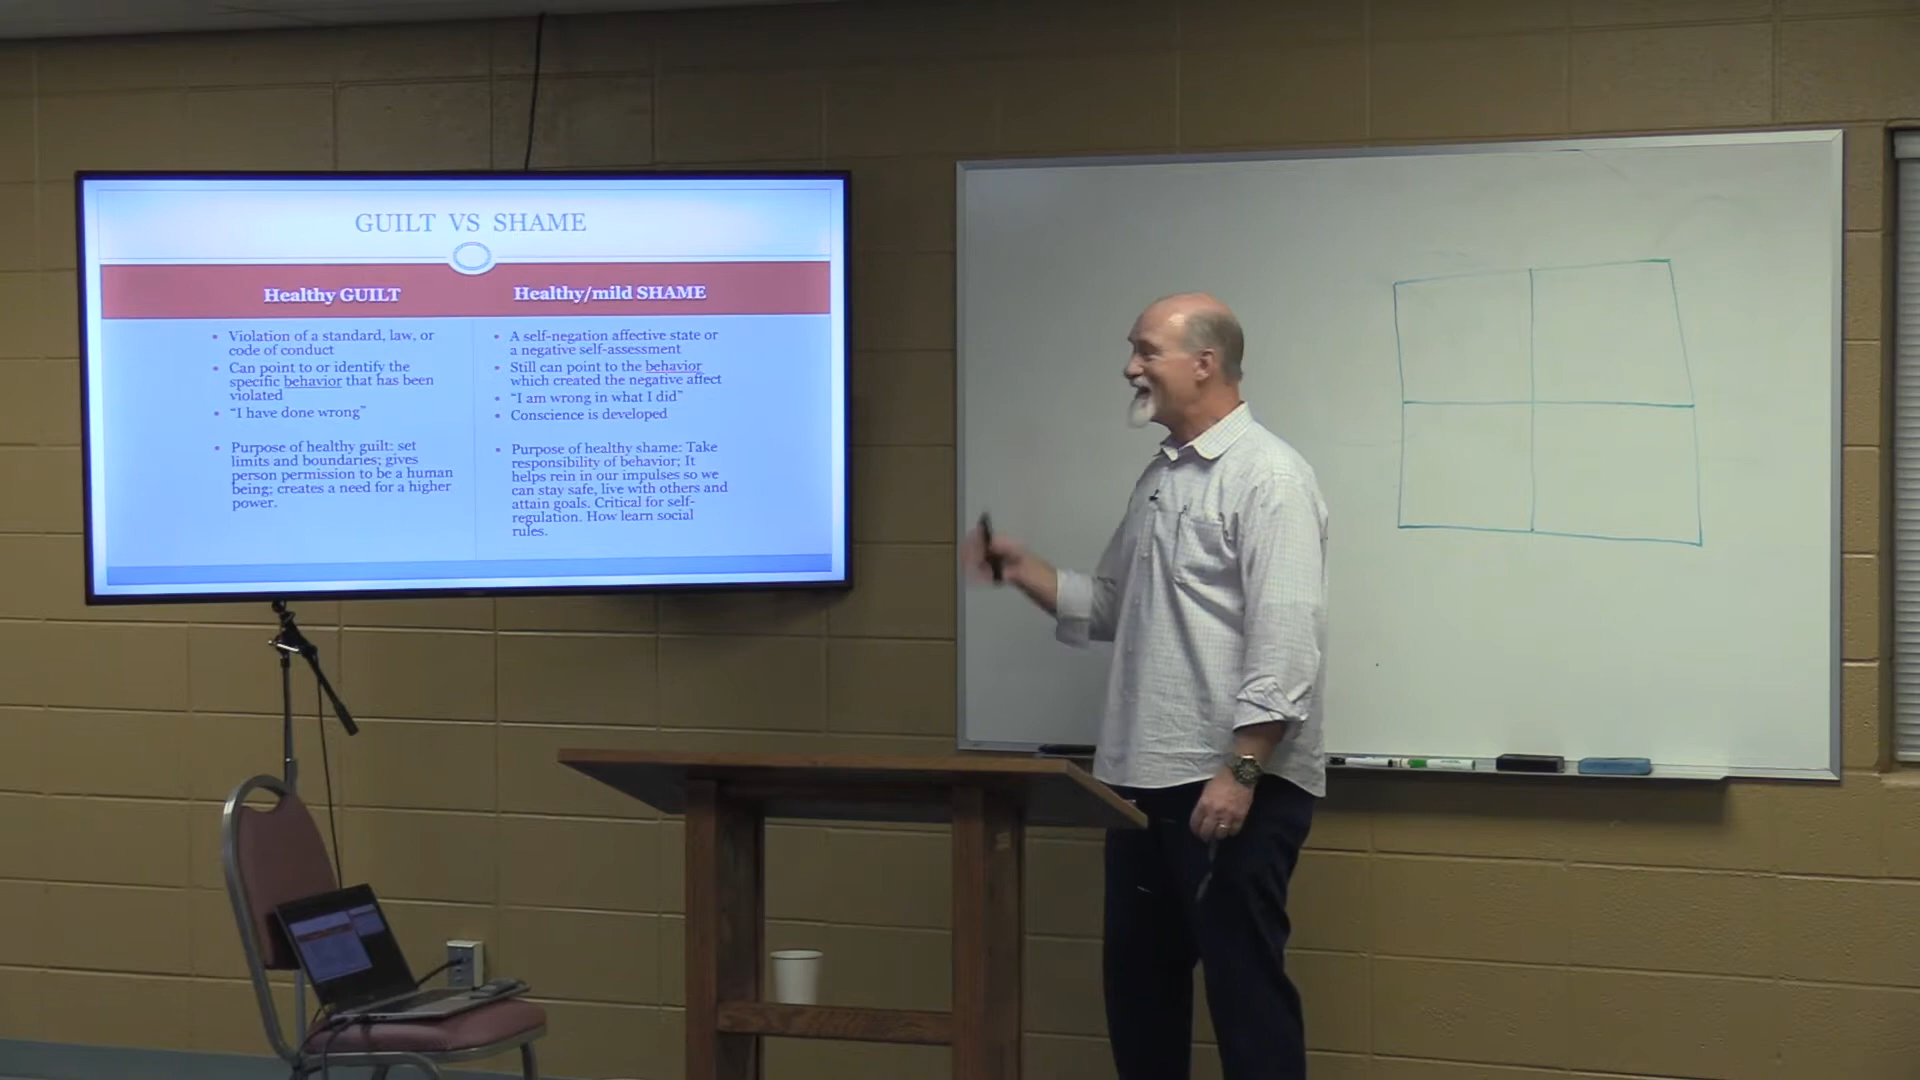 GUILT VS SHAME
Healthy GUILT
• Violation of a standard, law, or
code of conduct
• Can point to or identify the
specific behavior that has been
violated
• “I have done wrong”
• Purpose of healthy guilt: set
limits and boundaries; gives
person permission to be a human
being; creates a need for a higher
power.
Healthy/mild SHAME
• A self-negation affective state or
a negative self-assessment
• Still can point to the behavior
which created the negative affect
• “I am wrong in what I did”
• Conscience is developed
• Purpose of healthy shame: Take
responsibility of behavior; It
helps rein in our impulses so we
can stay safe, live with others and
attain goals. Critical for self-
regulation. How learn social
rules.